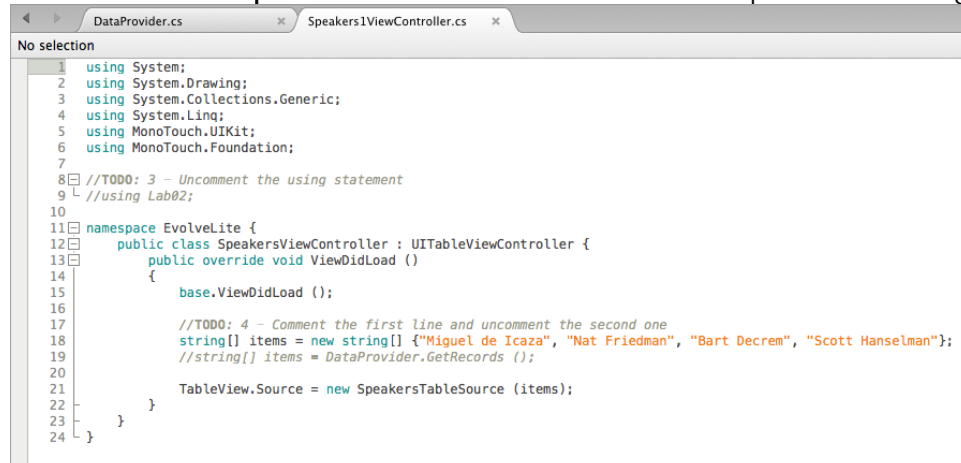 DataProvider.cs × Speakers1ViewController.cs ×
No selection
1 using System;
2 using System.Drawing;
3 using System.Collections.Generic;
4 using System.Linq;
5 using MonoTouch.UIKit;
6 using MonoTouch.Foundation;
7
8 //TODO: 3 – Uncomment the using statement
9 //using Lab02;
10
11 namespace EvolveLite {
12     public class SpeakersViewController : UITableViewController {
13         public override void ViewDidLoad ()
14         {
15             base.ViewDidLoad ();
16
17             //TODO: 4 – Comment the first line and uncomment the second one
18             string[] items = new string[] {"Miguel de Icaza", "Nat Friedman", "Bart Decrem", "Scott Hanselman"};
19             //string[] items = DataProvider.GetRecords ();
20
21             TableView.Source = new SpeakersTableSource (items);
22         }
23     }
24 }